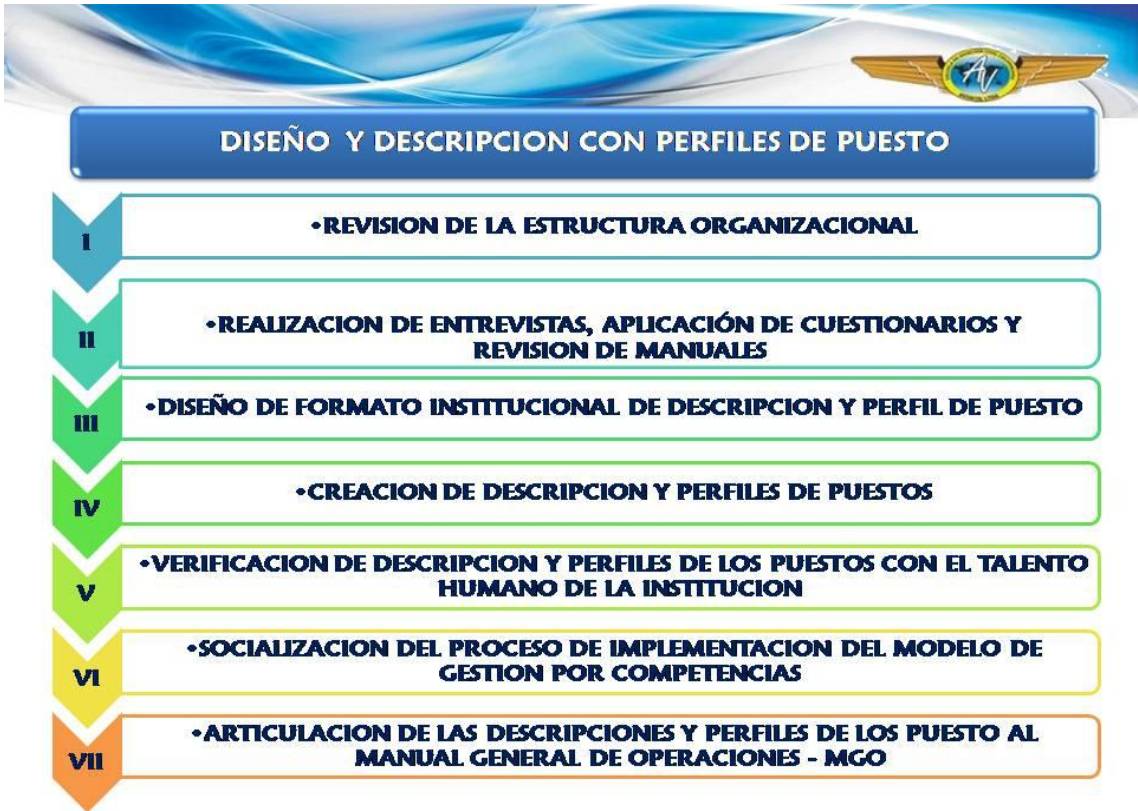 AV
DISEÑO Y DESCRIPCION CON PERFILES DE PUESTO
I
•REVISION DE LA ESTRUCTURA ORGANIZACIONAL
II
•REALIZACION DE ENTREVISTAS, APLICACIÓN DE CUESTIONARIOS Y
REVISION DE MANUALES
III
•DISEÑO DE FORMATO INSTITUCIONAL DE DESCRIPCION Y PERFIL DE PUESTO
IV
•CREACION DE DESCRIPCION Y PERFILES DE PUESTOS
V
•VERIFICACION DE DESCRIPCION Y PERFILES DE LOS PUESTOS CON EL TALENTO
HUMANO DE LA INSTITUCION
VI
•SOCIALIZACION DEL PROCESO DE IMPLEMENTACION DEL MODELO DE
GESTION POR COMPETENCIAS
VII
•ARTICULACION DE LAS DESCRIPCIONES Y PERFILES DE LOS PUESTO AL
MANUAL GENERAL DE OPERACIONES - MGO